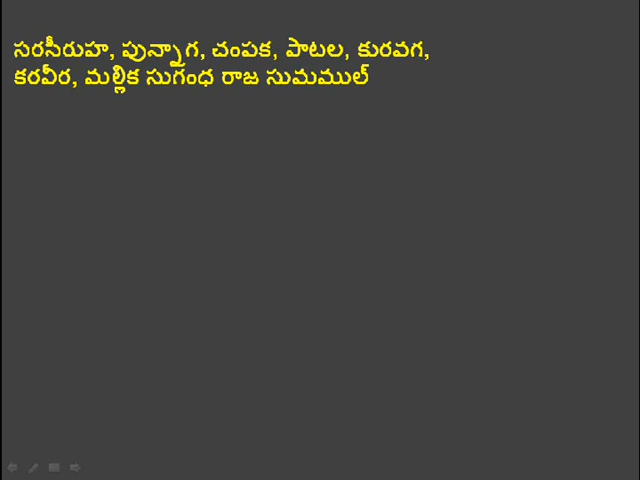 సరసీరుహ, పున్నాగ, చంపక, పాటల, కురవగ,
కరవీర, మల్లిక సుగంధ రాజ సుమముల్